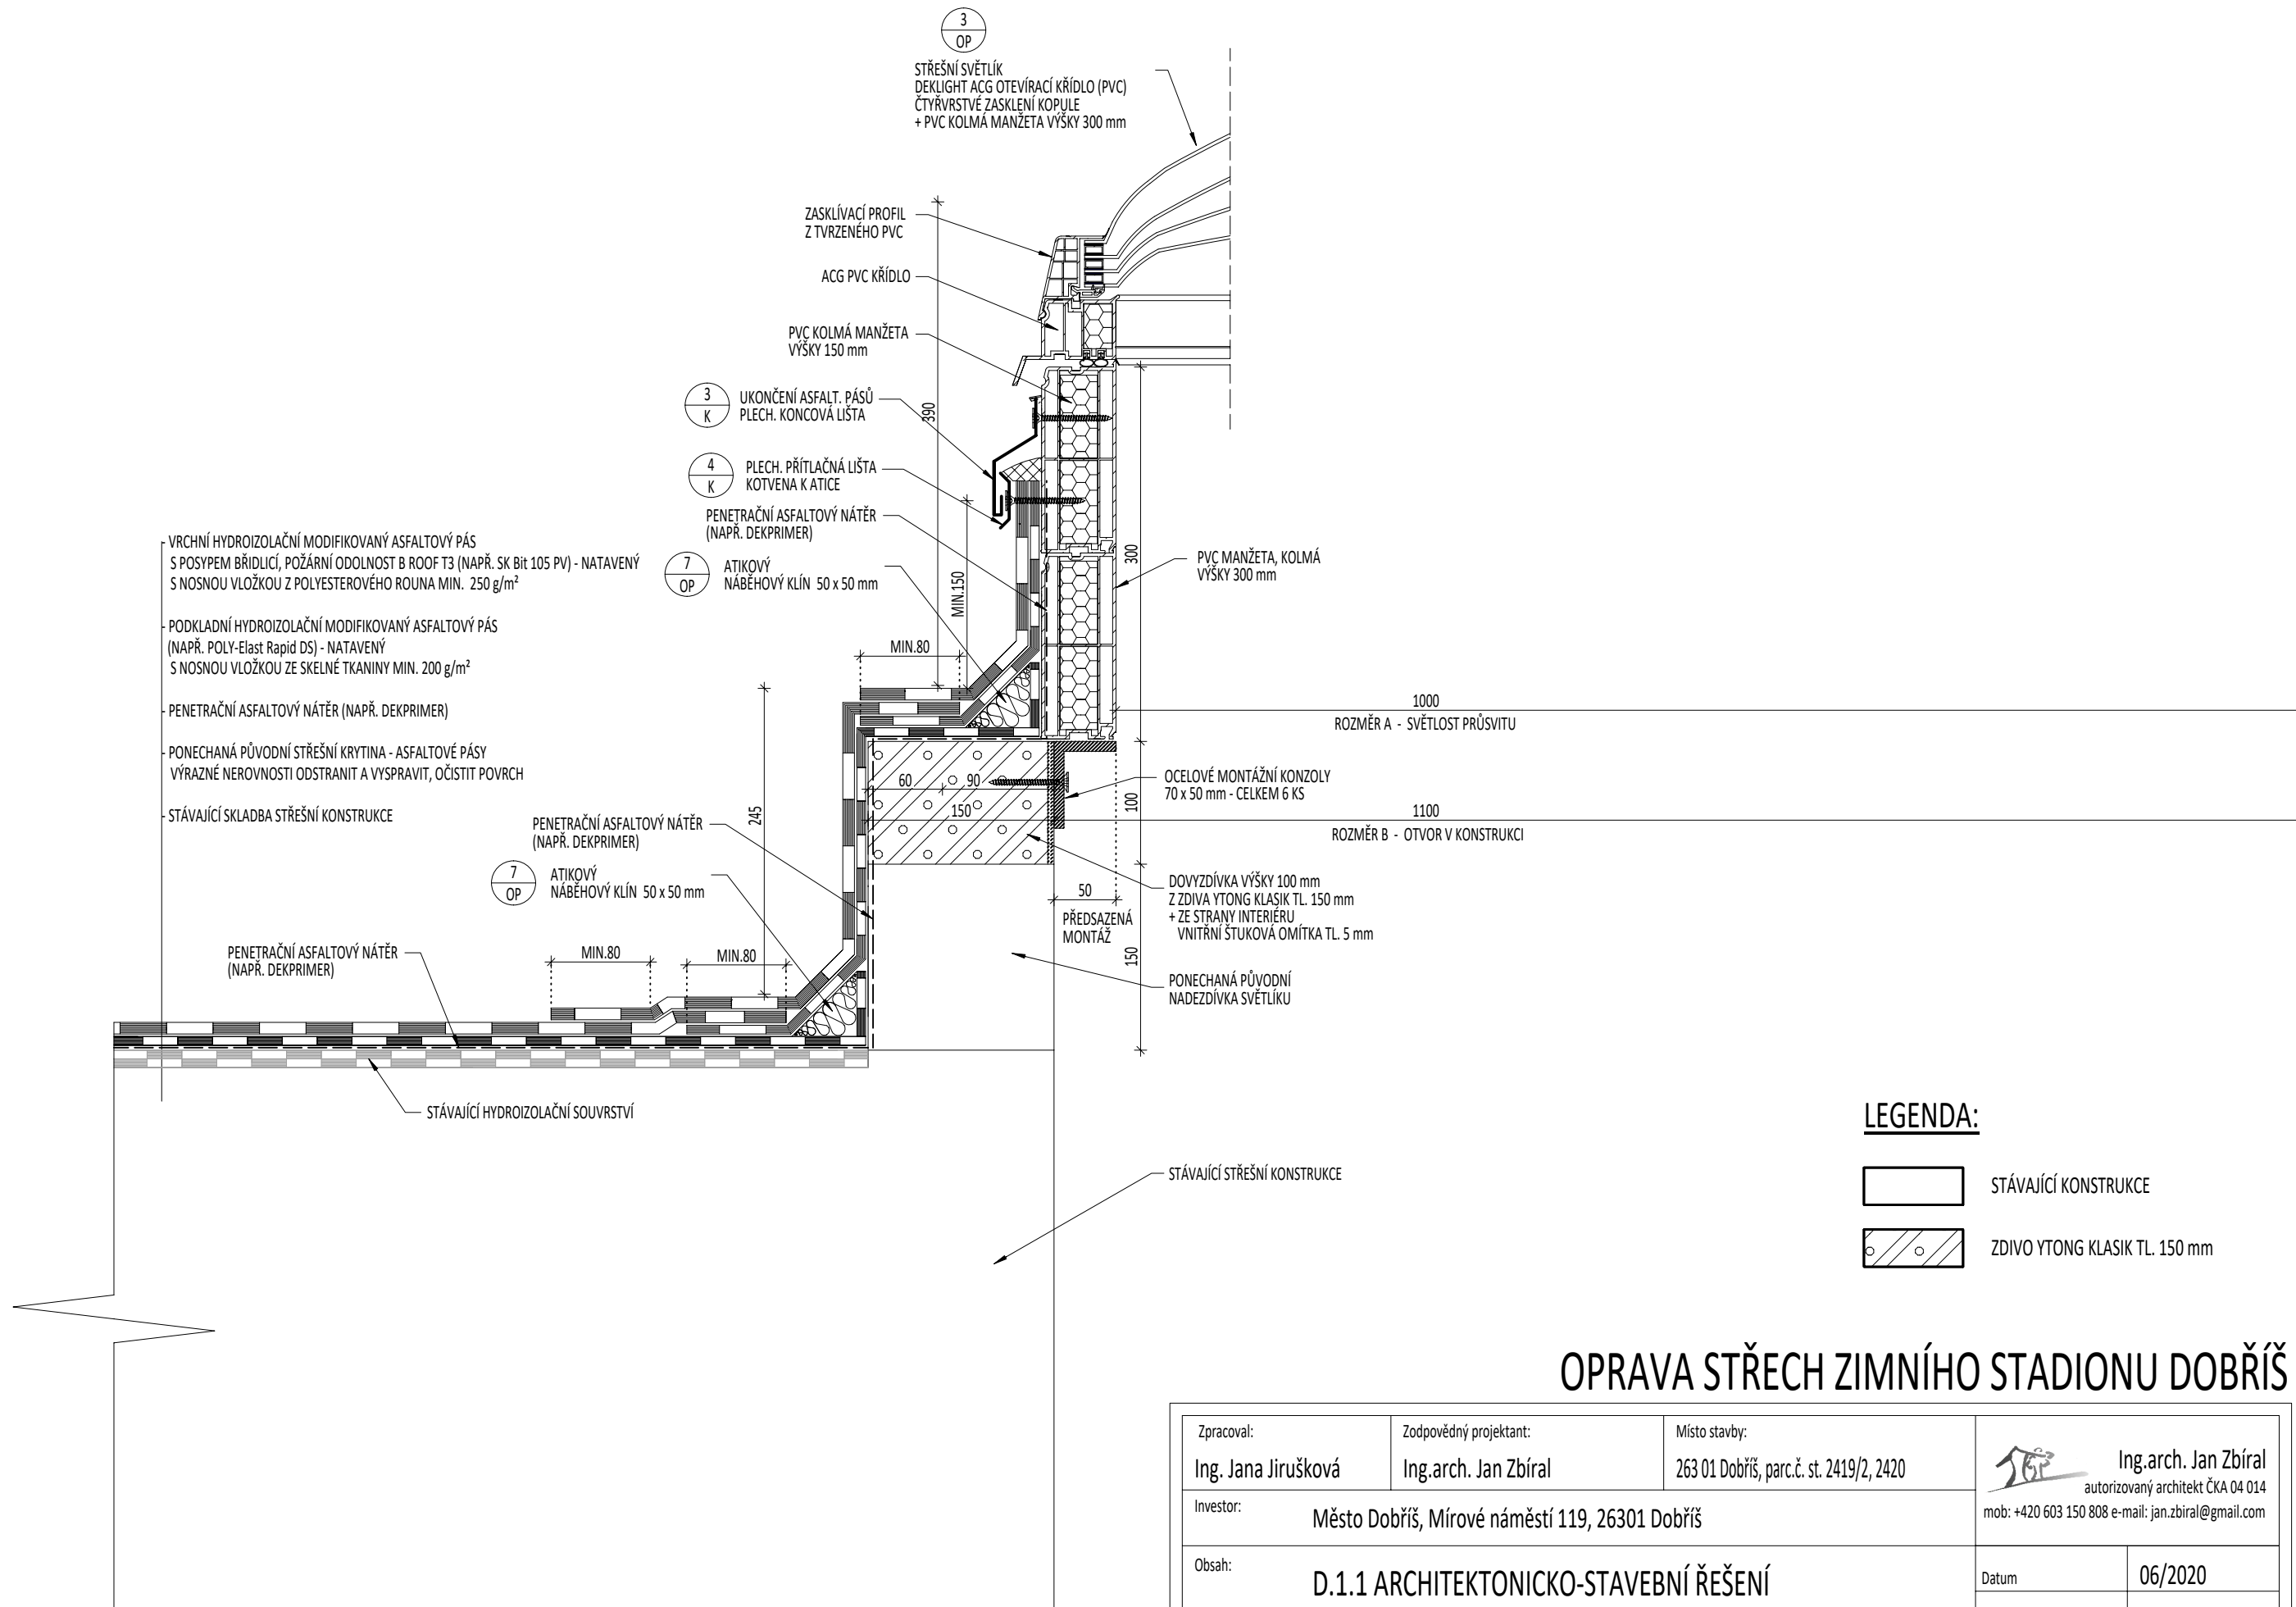 3
OP
STŘEŠNÍ SVĚTLÍK
DEKLIGHT ACG OTEVÍRACÍ KŘÍDLO (PVC)
ČTYŘVRSTVÉ ZASKLENÍ KOPULE
+ PVC KOLMÁ MANŽETA VÝŠKY 300 mm
ZASKLÍVACÍ PROFIL
Z TVRZENÉHO PVC
ACG PVC KŘÍDLO
PVC KOLMÁ MANŽETA
VÝŠKY 150 mm
3
K
UKONČENÍ ASFALT. PÁSŮ
PLECH. KONCOVÁ LIŠTA
390
4
K
PLECH. PŘÍTLAČNÁ LIŠTA
KOTVENA K ATICE
PENETRAČNÍ ASFALTOVÝ NÁTĚR
(NAPŘ. DEKPRIMER)
7
OP
ATIKOVÝ
NÁBĚHOVÝ KLÍN 50 x 50 mm
MIN.150
300
PVC MANŽETA, KOLMÁ
VÝŠKY 300 mm
- VRCHNÍ HYDROIZOLAČNÍ MODIFIKOVANÝ ASFALTOVÝ PÁS
S POSYPEM BŘIDLICÍ, POŽÁRNÍ ODOLNOST B ROOF T3 (NAPŘ. SK Bit 105 PV) - NATAVENÝ
S NOSNOU VLOŽKOU Z POLYESTEROVÉHO ROUNA MIN. 250 g/m²
- PODKLADNÍ HYDROIZOLAČNÍ MODIFIKOVANÝ ASFALTOVÝ PÁS
(NAPŘ. POLY-Elast Rapid DS) - NATAVENÝ
S NOSNOU VLOŽKOU ZE SKELNÉ TKANINY MIN. 200 g/m²
- PENETRAČNÍ ASFALTOVÝ NÁTĚR (NAPŘ. DEKPRIMER)
- PONECHANÁ PŮVODNÍ STŘEŠNÍ KRYTINA - ASFALTOVÉ PÁSY
VÝRAZNÉ NEROVNOSTI ODSTRANIT A VYSPRAVIT, OČISTIT POVRCH
- STÁVAJÍCÍ SKLADBA STŘEŠNÍ KONSTRUKCE
MIN.80
245
1000
ROZMĚR A - SVĚTLOST PRŮSVITU
60
90
150
100
OCELOVÉ MONTÁŽNÍ KONZOLY
70 x 50 mm - CELKEM 6 KS
1100
ROZMĚR B - OTVOR V KONSTRUKCI
PENETRAČNÍ ASFALTOVÝ NÁTĚR
(NAPŘ. DEKPRIMER)
7
OP
ATIKOVÝ
NÁBĚHOVÝ KLÍN 50 x 50 mm
50
PŘEDSAZENÁ
MONTÁŽ
150
DOVYZDÍVKA VÝŠKY 100 mm
Z ZDIVA YTONG KLASIK TL. 150 mm
+ ZE STRANY INTERIÉRU
VNITŘNÍ ŠTUKOVÁ OMÍTKA TL. 5 mm
PENETRAČNÍ ASFALTOVÝ NÁTĚR
(NAPŘ. DEKPRIMER)
MIN.80
MIN.80
PONECHANÁ PŮVODNÍ
NADEZDÍVKA SVĚTLÍKU
STÁVAJÍCÍ HYDROIZOLAČNÍ SOUVRSTVÍ
STÁVAJÍCÍ STŘEŠNÍ KONSTRUKCE
LEGENDA:
STÁVAJÍCÍ KONSTRUKCE
ZDIVO YTONG KLASIK TL. 150 mm
OPRAVA STŘECH ZIMNÍHO STADIONU DOBŘÍŠ
Zpracoval:
Ing. Jana Jirušková
Zodpovědný projektant:
Ing.arch. Jan Zbíral
Místo stavby:
263 01 Dobříš, parc.č. st. 2419/2, 2420
Ing.arch. Jan Zbíral
autorizovaný architekt ČKA 04 014
mob: +420 603 150 808 e-mail: jan.zbiral@gmail.com
Investor:
Město Dobříš, Mírové náměstí 119, 26301 Dobříš
Obsah:
D.1.1 ARCHITEKTONICKO-STAVEBNÍ ŘEŠENÍ
Datum
06/2020